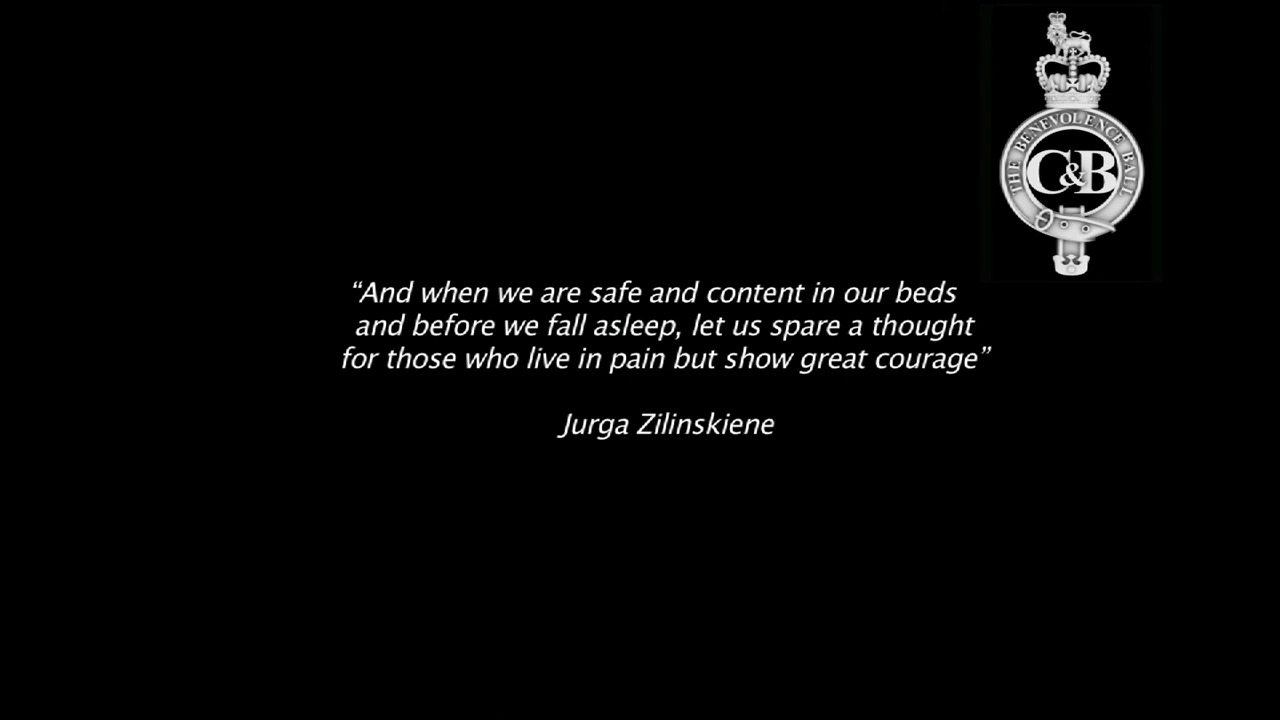 THE BENEVOLENCE BALL
C&B
“And when we are safe and content in our beds
and before we fall asleep, let us spare a thought
for those who live in pain but show great courage”
Jurga Zilinskiene